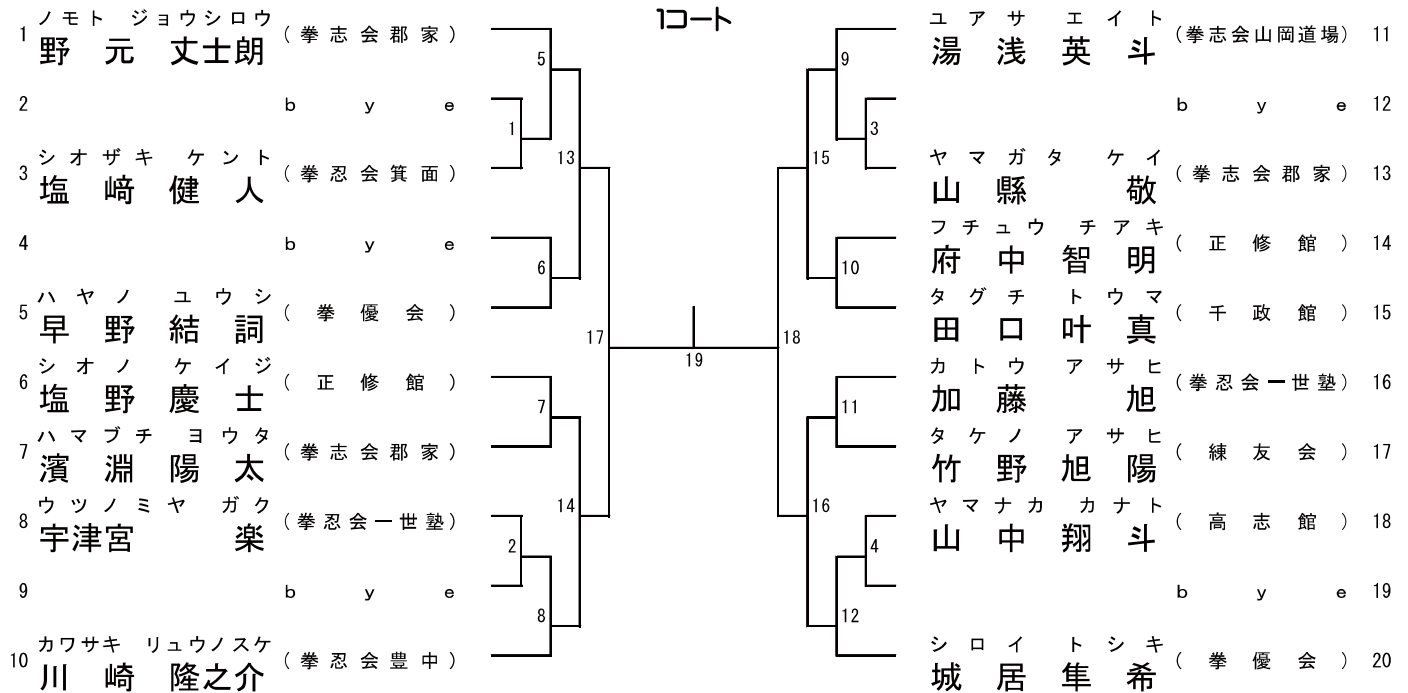 1コート
ノモト ジョウシロウ
1 野元 丈士朗 (拳志会郡家)
2 bye
シオザキ ケント
3 塩﨑健人 (拳忍会箕面)
4 bye
ハヤノ ユウシ
5 早野結詞 (拳優会)
シオノ ケイジ
6 塩野慶士 (正修館)
ハマブチ ヨウタ
7 濱淵陽太 (拳志会郡家)
ウツノミヤ ガク
8 宇津宮 楽 (拳忍会一世塾)
9 bye
カワサキ リュウノスケ
10 川崎 隆之介 (拳忍会豊中)
5
1
13
6
17
7
14
2
8
19
9
3
15
10
18
11
16
4
12
ユアサ エイト
湯浅英斗 (拳志会山岡道場) 11
bye 12
ヤマガタ ケイ
山縣 敬 (拳志会郡家) 13
フチュウ チアキ
府中智明 (正修館) 14
タグチ トウマ
田口叶真 (千政館) 15
カトウ アサヒ
加藤 旭 (拳忍会一世塾) 16
タケノ アサヒ
竹野旭陽 (練友会) 17
ヤマナカ カナト
山中翔斗 (高志館) 18
bye 19
シロイ トシキ
城居隼希 (拳優会) 20